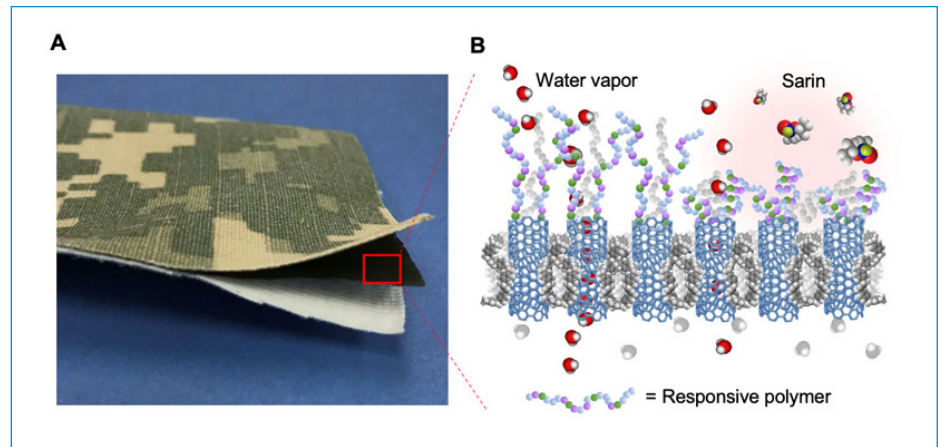 A
B
Water vapor
Sarin
= Responsive polymer